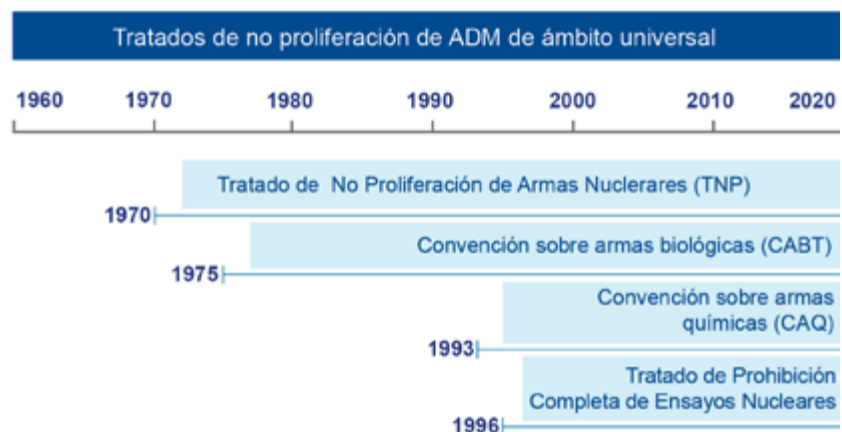 Tratados de no proliferación de ADM de ámbito universal
1960 1970 1980 1990 2000 2010 2020
Tratado de No Proliferación de Armas Nuclerares (TNP)
1970
Convención sobre armas biológicas (CABT)
1975
Convención sobre armas
químicas (CAQ)
1993
Tratado de Prohibición
Completa de Ensayos Nucleares
1996